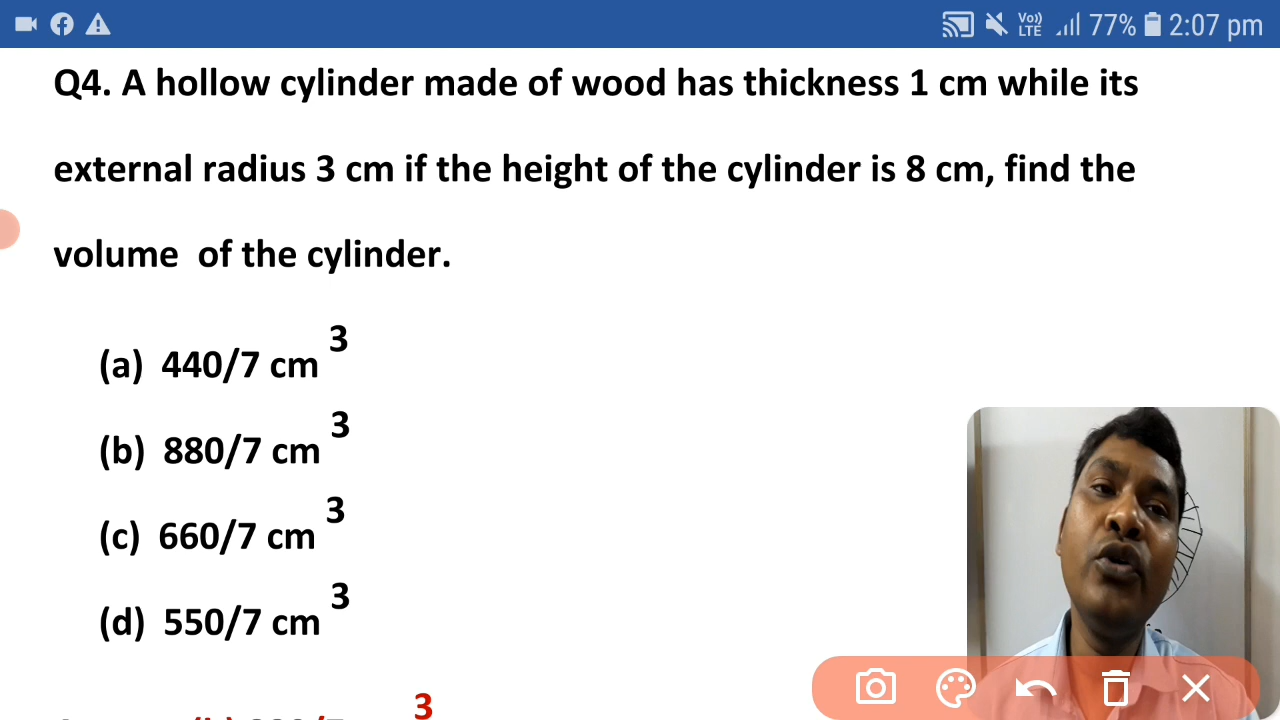 Vo)) LTE 77% 2:07 pm
Q4. A hollow cylinder made of wood has thickness 1 cm while its
external radius 3 cm if the height of the cylinder is 8 cm, find the
volume of the cylinder.
(a) 440/7 cm 3
(b) 880/7 cm 3
(c) 660/7 cm 3
(d) 550/7 cm 3
3